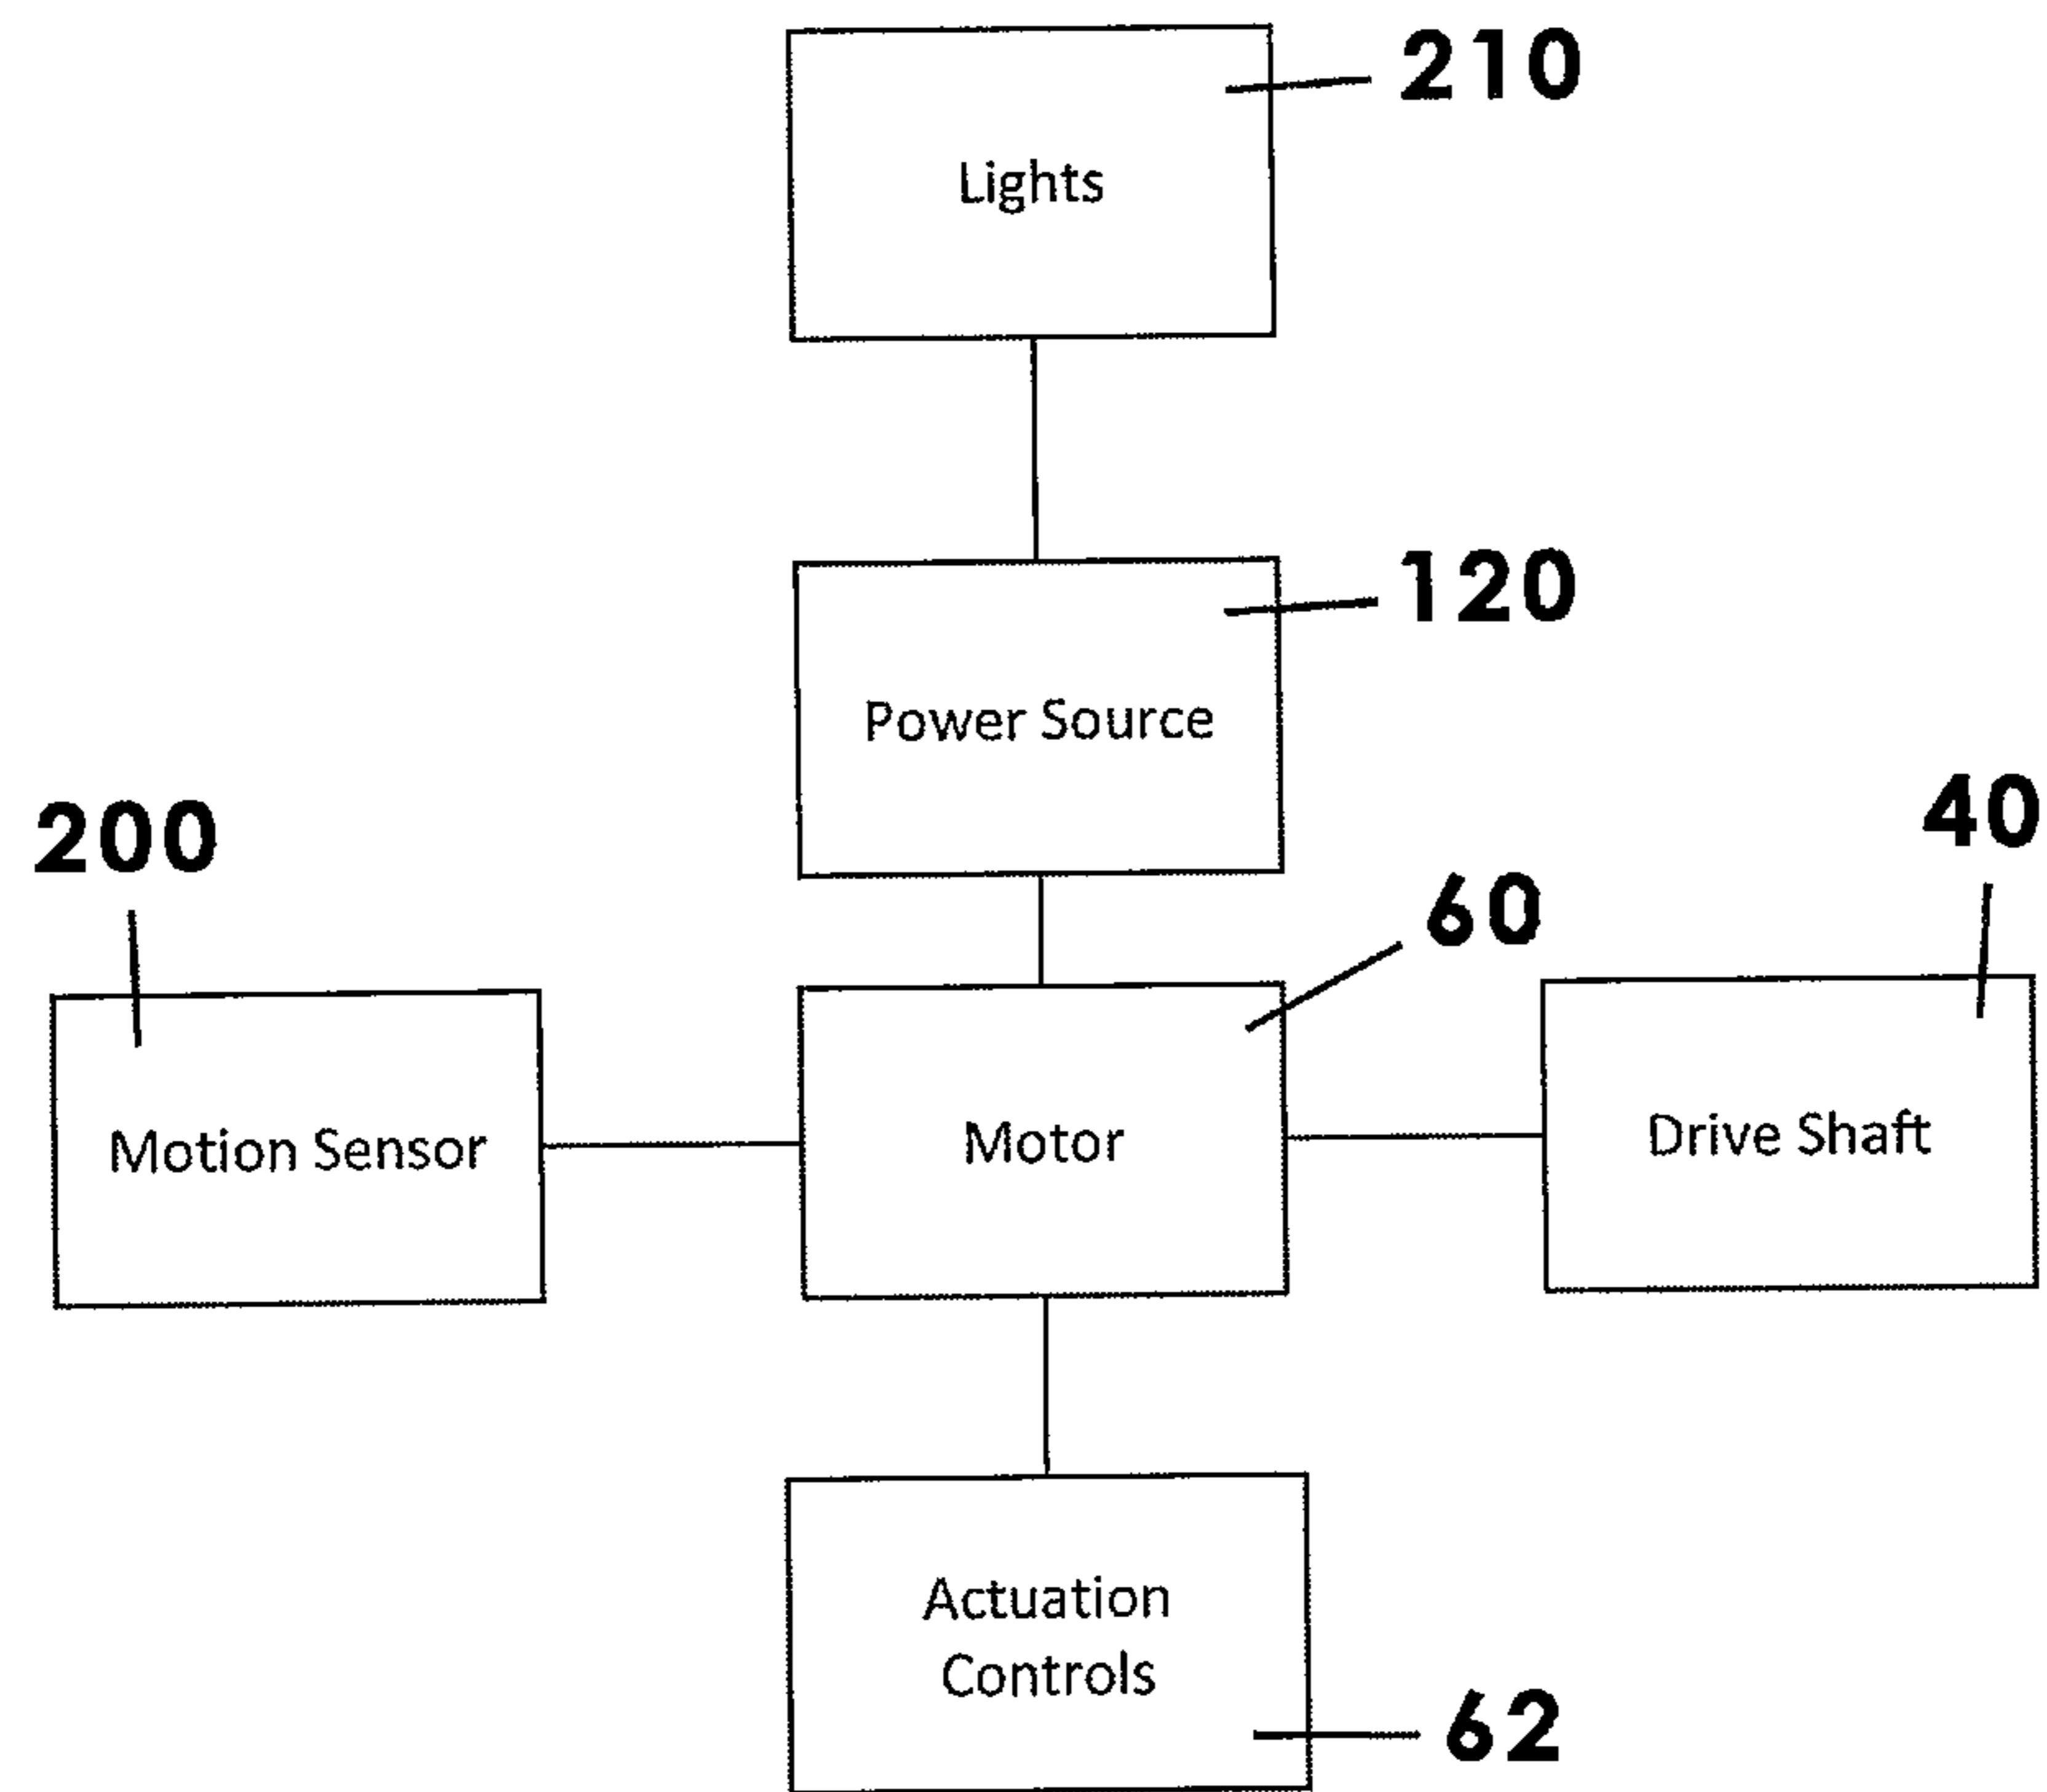 210
Lights
120
Power Source
200
40
60
Motion Sensor
Motor
Drive Shaft
Actuation
Controls
62